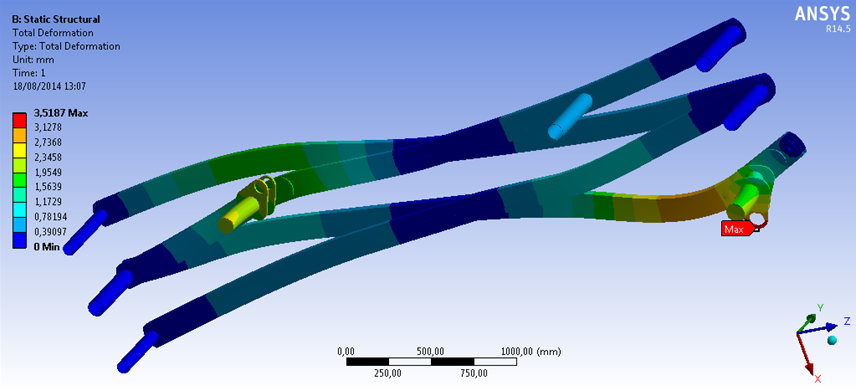 B: Static Structural
Total Deformation
Type: Total Deformation
Unit: mm
Time: 1
18/08/2014 13:07
ANSYS
R14.5
3,5187 Max
3,1278
2,7368
2,3458
1,9549
1,5639
1,1729
0,78194
0,39097
0 Min
Max
0,00
500,00
1000,00 (mm)
250,00
750,00
Y
Z
X